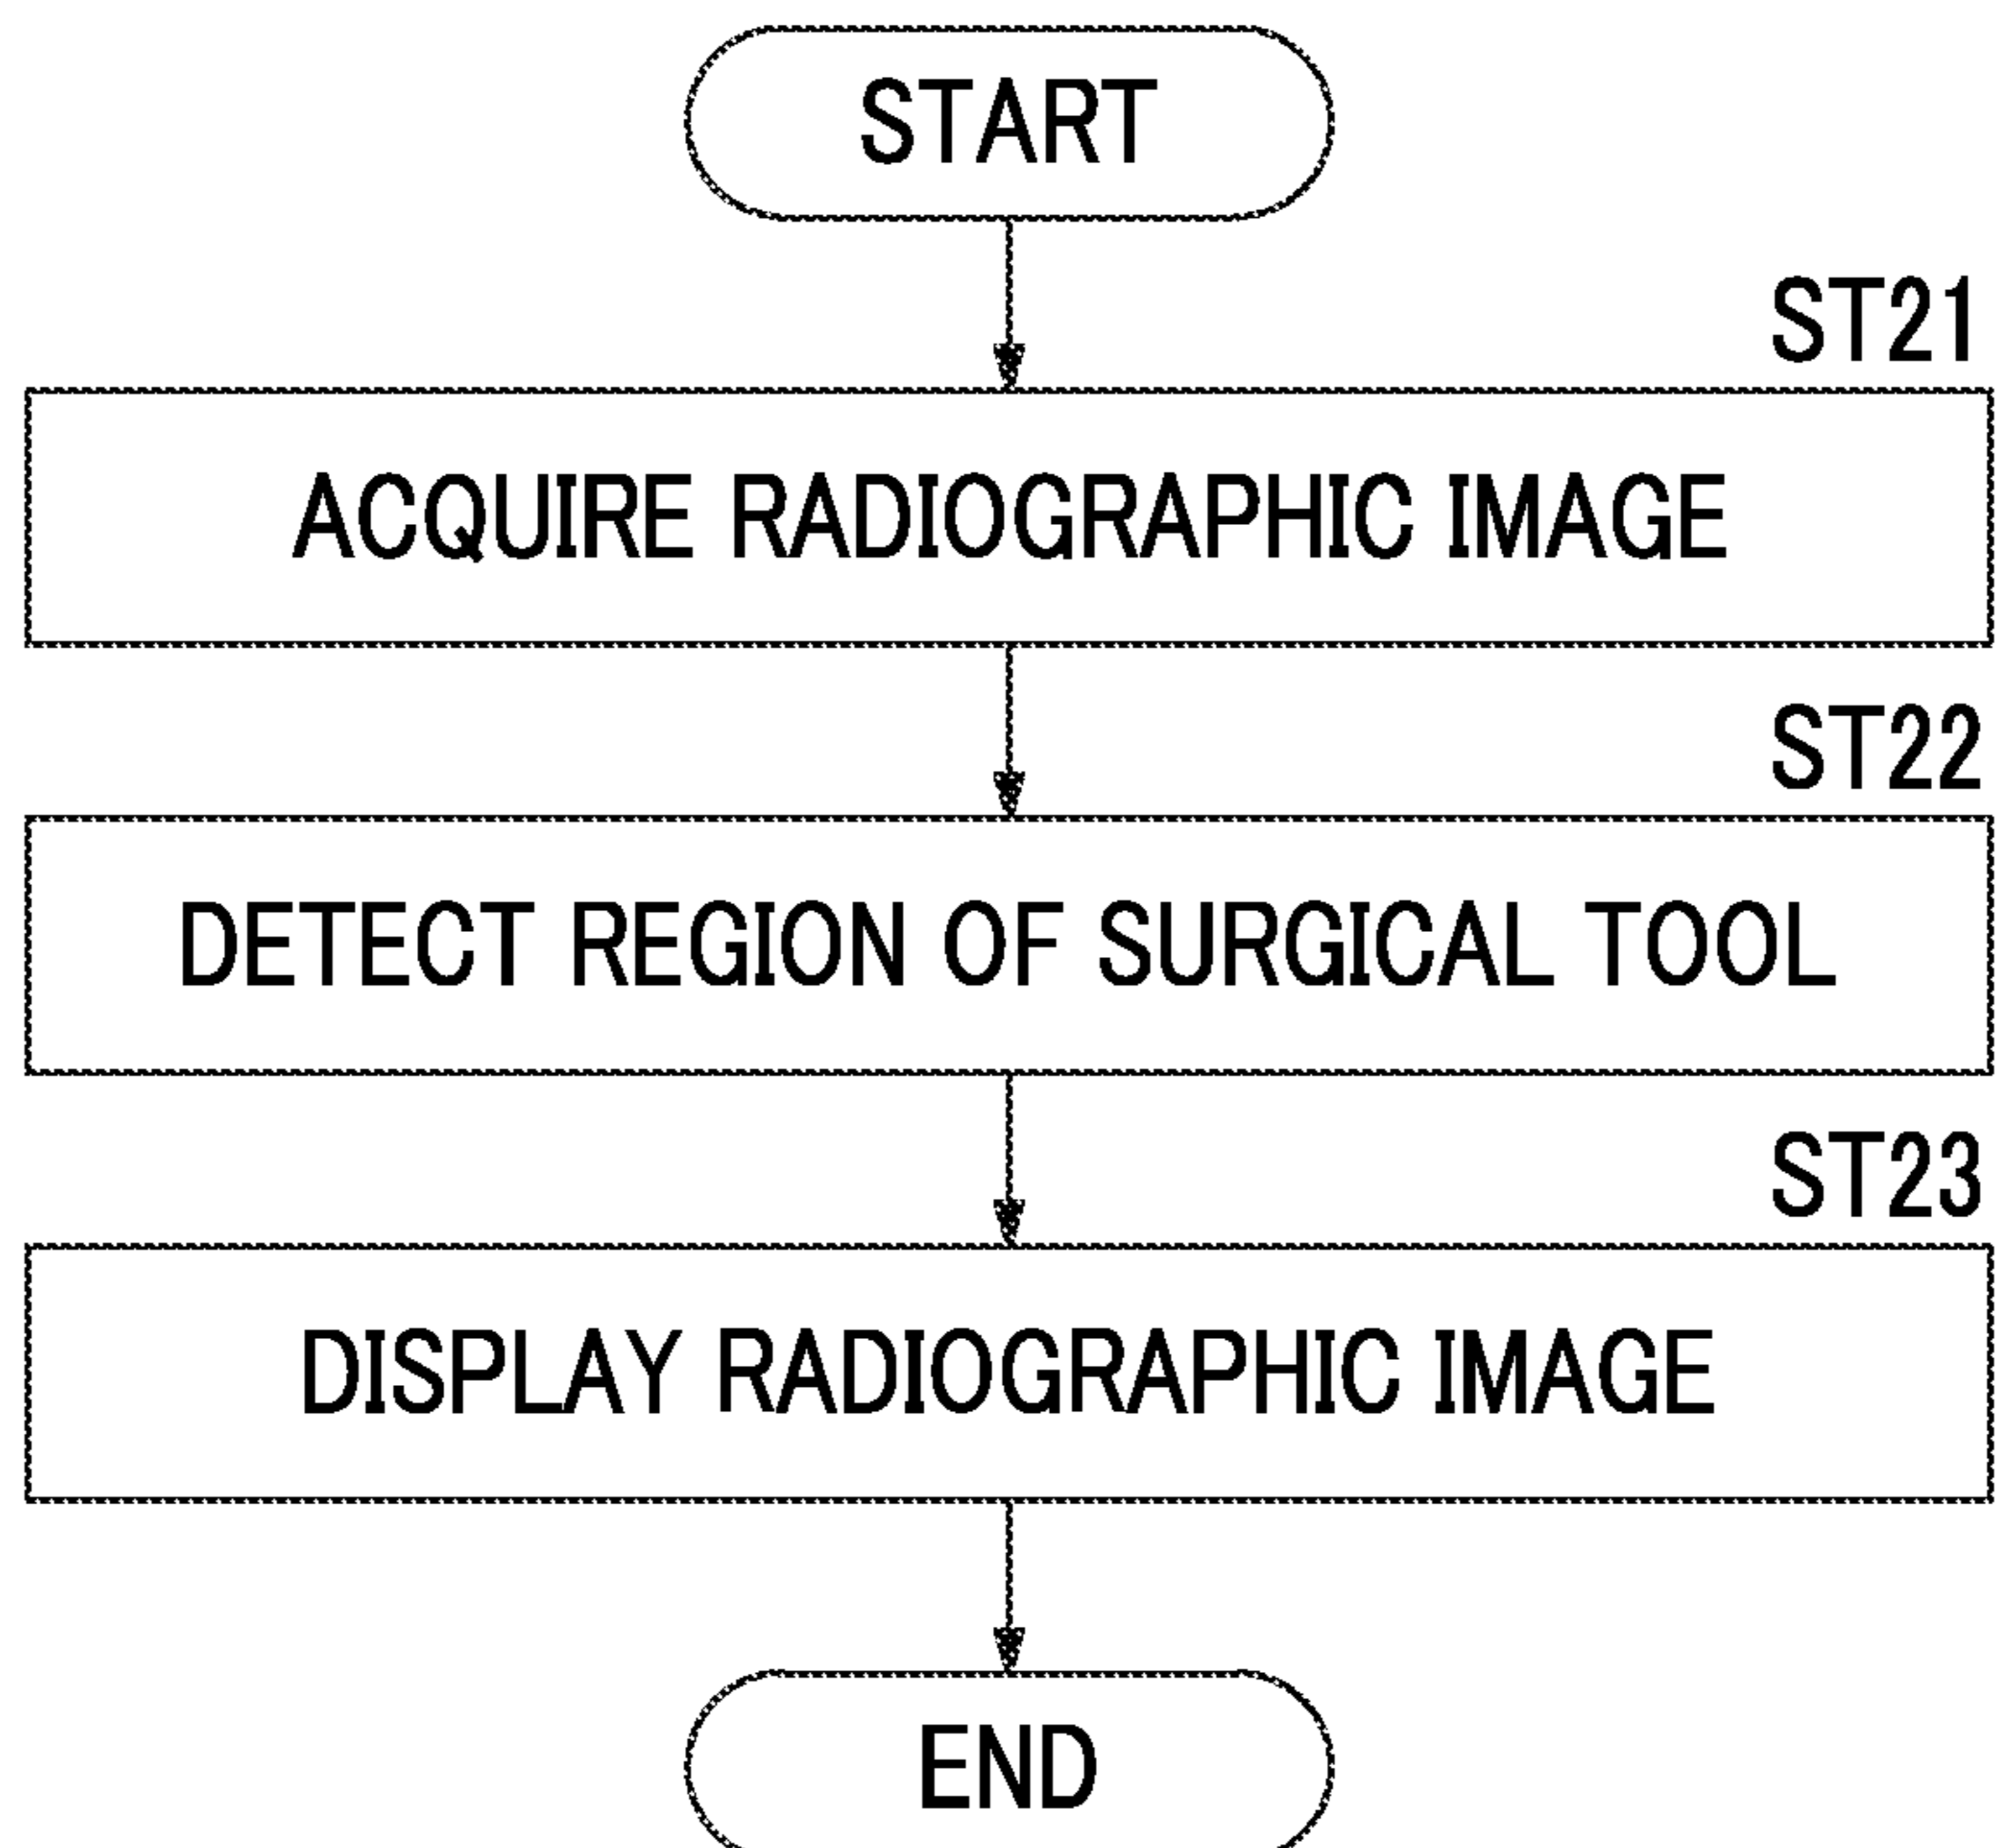 START
ST21
ACQUIRE RADIOGRAPHIC IMAGE
ST22
DETECT REGION OF SURGICAL TOOL
ST23
DISPLAY RADIOGRAPHIC IMAGE
END